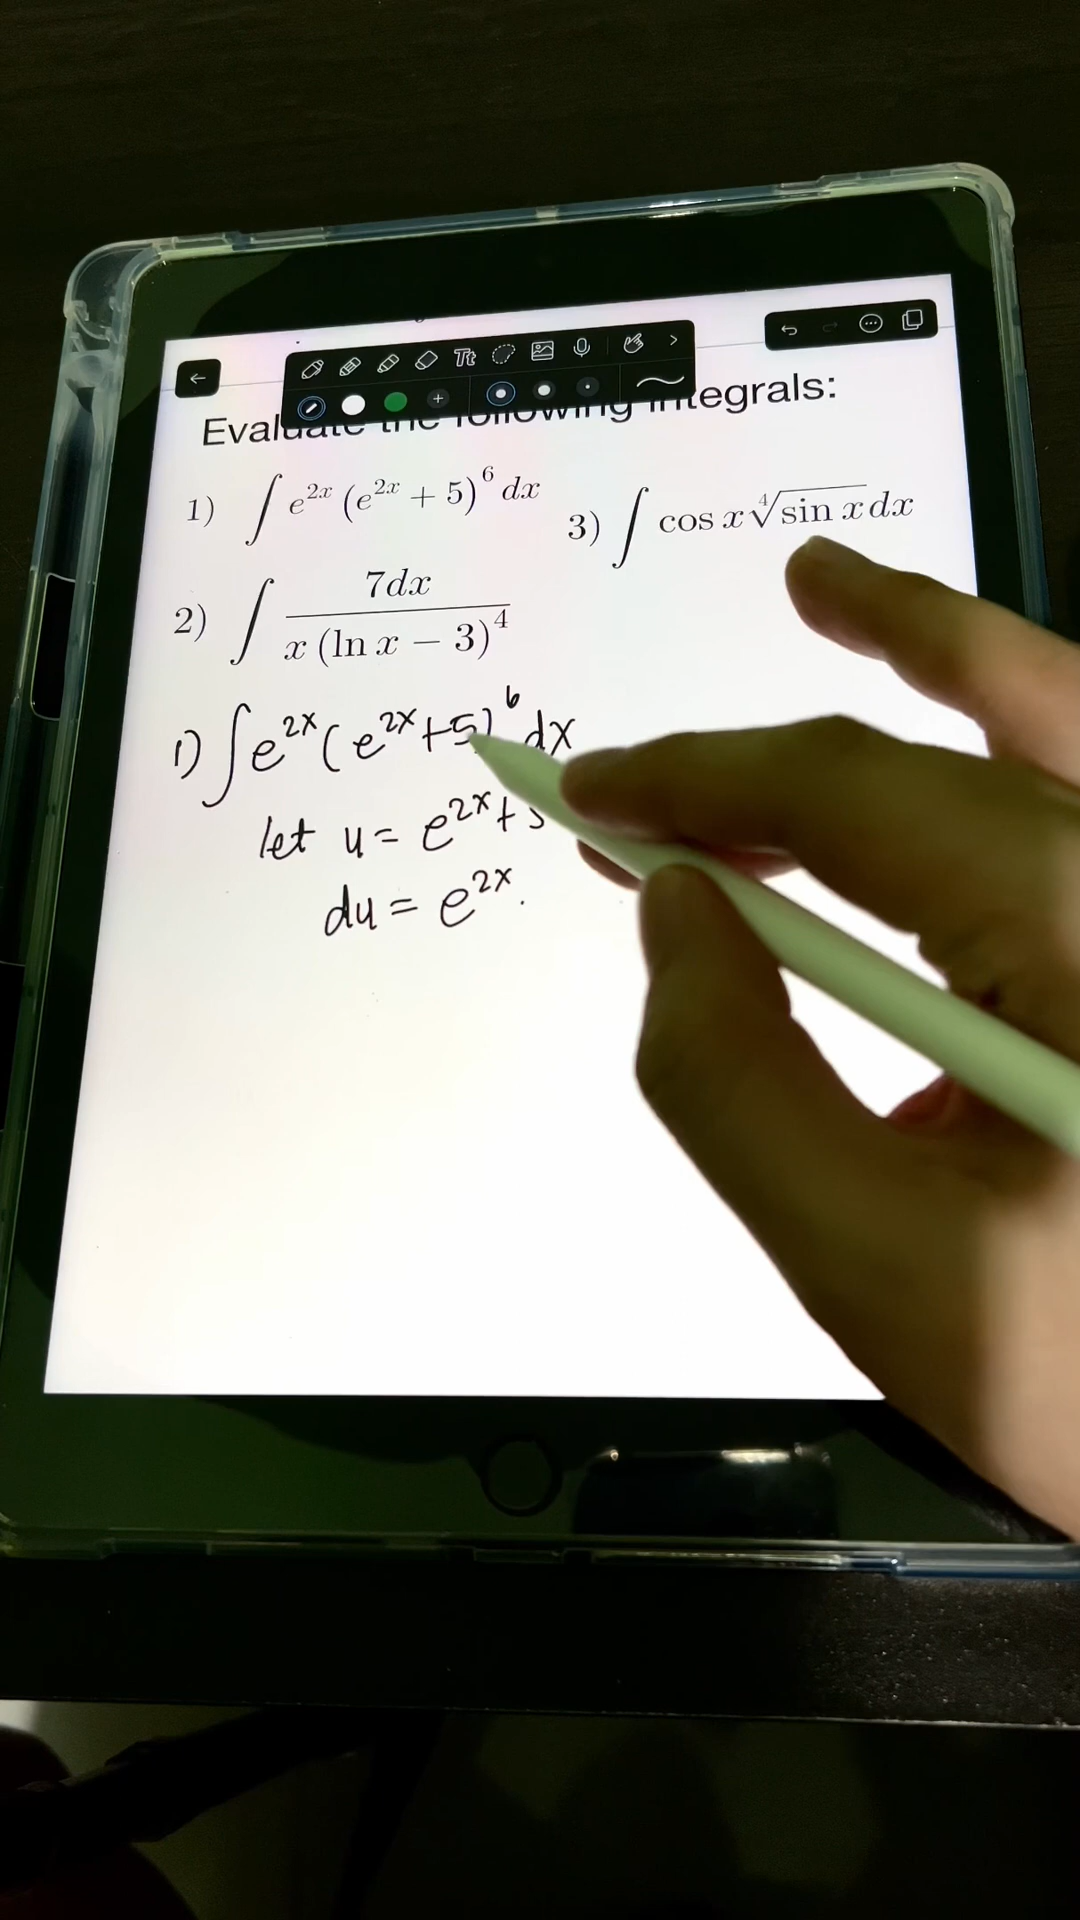 Evaluate the following integrals:
1) ∫ e^{2x} (e^{2x} + 5)^6 dx
3) ∫ cos x ∜(sin x) dx
2) ∫ 7dx / x (ln x − 3)^4
1) ∫ e^{2x} (e^{2x} + 5)^6 dx
let u = e^{2x} + 5
du = e^{2x} .